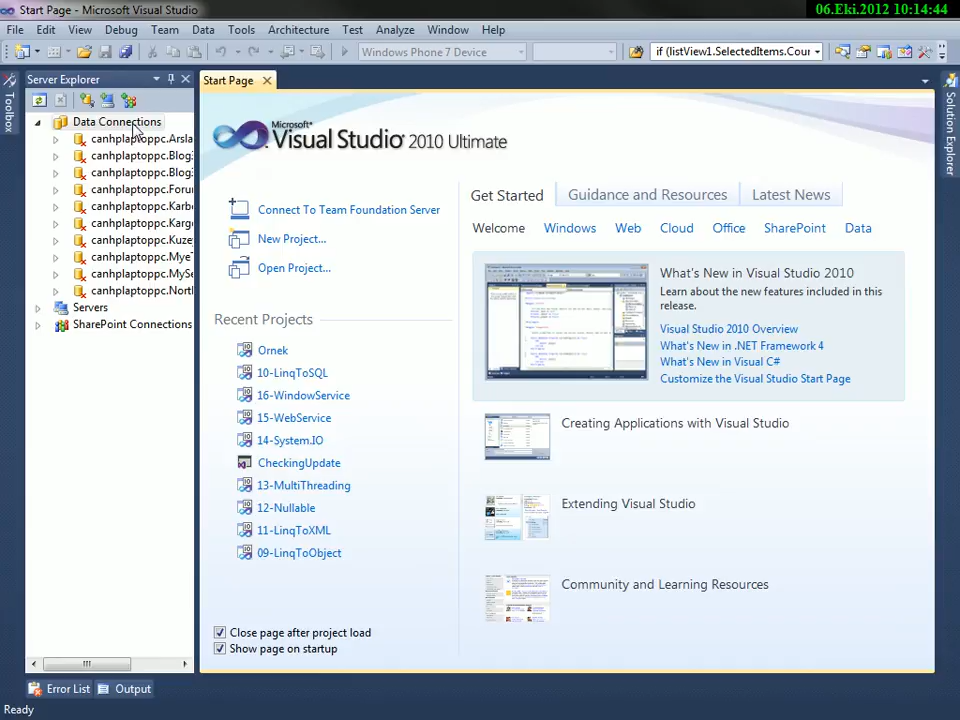 Start Page - Microsoft Visual Studio
06.Eki.2012 10:14:44
File Edit View Debug Team Data Tools Architecture Test Analyze Window Help
Windows Phone 7 Device
if (listView1.SelectedItems.Cour
Server Explorer
Start Page
Toolbox
Solution Explorer
Data Connections
canhplaptoppc.Arsla
canhplaptoppc.Blog
canhplaptoppc.Blog
canhplaptoppc.Foru
canhplaptoppc.Karb
canhplaptoppc.Karg
canhplaptoppc.Kuze
canhplaptoppc.Mye
canhplaptoppc.MyS
canhplaptoppc.Nort
Servers
SharePoint Connections
Microsoft®
Visual Studio® 2010 Ultimate
Connect To Team Foundation Server
New Project...
Open Project...
Recent Projects
Ornek
10-LinqToSQL
16-WindowService
15-WebService
14-System.IO
CheckingUpdate
13-MultiThreading
12-Nullable
11-LinqToXML
09-LinqToObject
Close page after project load
Show page on startup
Get Started
Guidance and Resources
Latest News
Welcome Windows Web Cloud Office SharePoint Data
What's New in Visual Studio 2010
Learn about the new features included in this
release.
Visual Studio 2010 Overview
What's New in .NET Framework 4
What's New in Visual C#
Customize the Visual Studio Start Page
Creating Applications with Visual Studio
Extending Visual Studio
Community and Learning Resources
Error List
Output
Ready